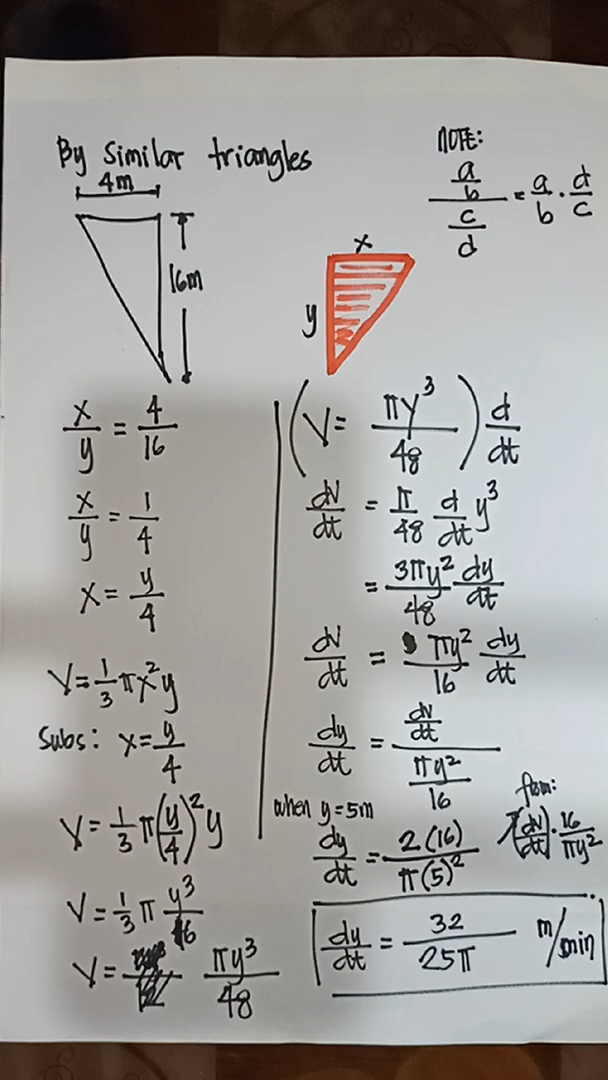 By Similar triangles
4m
16m
NOTE:
a/b / c/d = a/b · d/c
x
y
x/y = 4/16
x/y = 1/4
x = y/4
V = 1/3 πx²y
Subs: x = y/4
V = 1/3 π(y/4)² y
V = 1/3 π y³/16
V = πy³/48
(V = πy³/48) d/dt
dV/dt = π/48 d/dt y³
= 3πy²/48 dy/dt
dV/dt = πy²/16 dy/dt
dy/dt = dV/dt / πy²/16
when y = 5m
from:
(dV/dt) · 16/πy²
dy/dt = 2(16)/π(5)²
dy/dt = 32/25π m/min